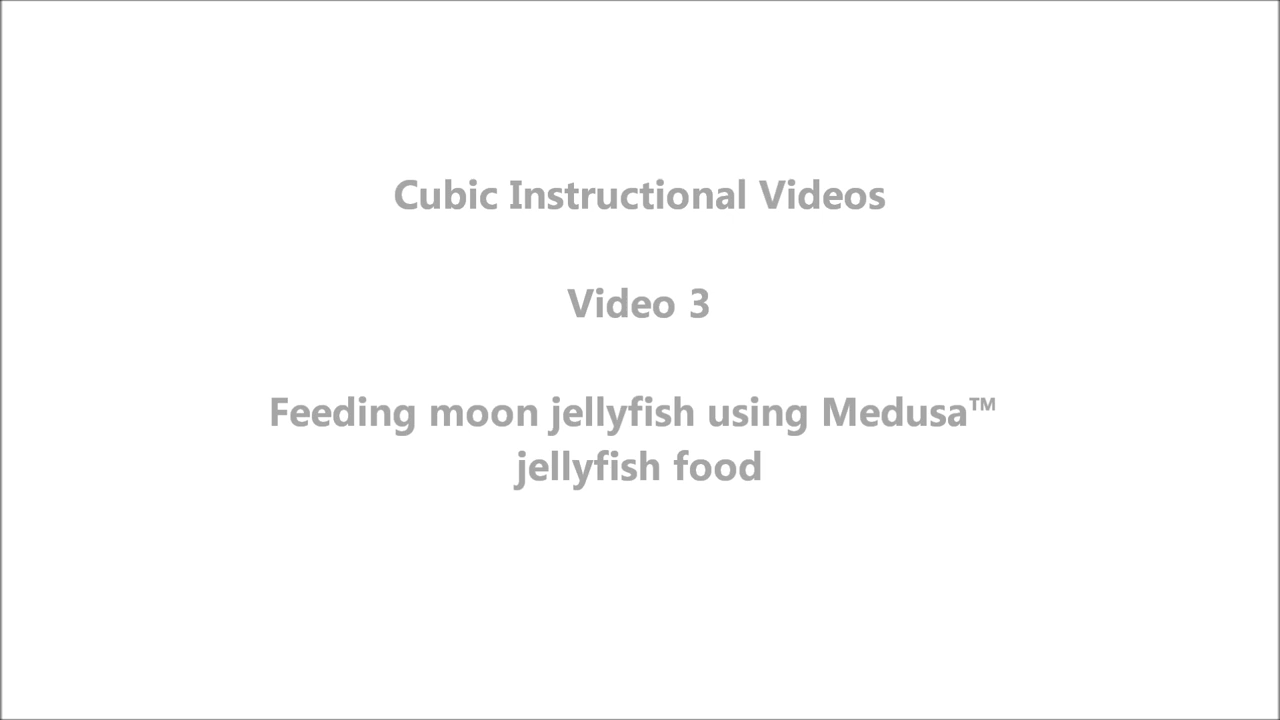 Cubic Instructional Videos
Video 3
Feeding moon jellyfish using Medusa™
jellyfish food